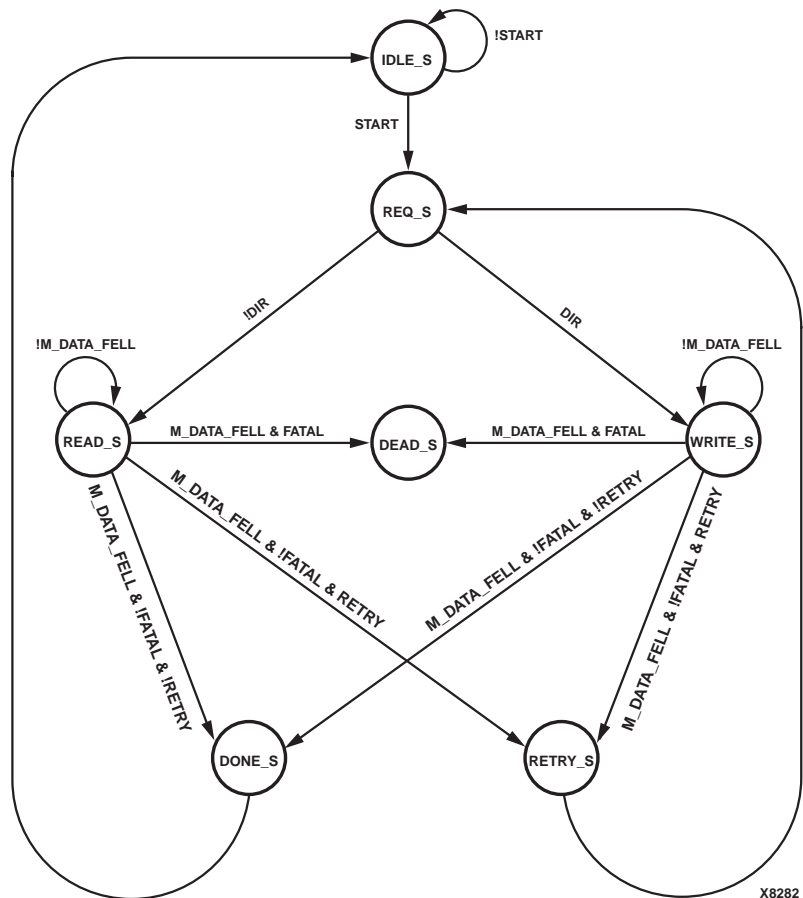 !START
IDLE_S
START
REQ_S
!DIR
DIR
!M_DATA_FELL
!M_DATA_FELL
READ_S
M_DATA_FELL & FATAL
DEAD_S
M_DATA_FELL & FATAL
WRITE_S
M_DATA_FELL & !FATAL & !RETRY
M_DATA_FELL & !FATAL & RETRY
M_DATA_FELL & !FATAL & !RETRY
M_DATA_FELL & !FATAL & RETRY
DONE_S
RETRY_S
X8282